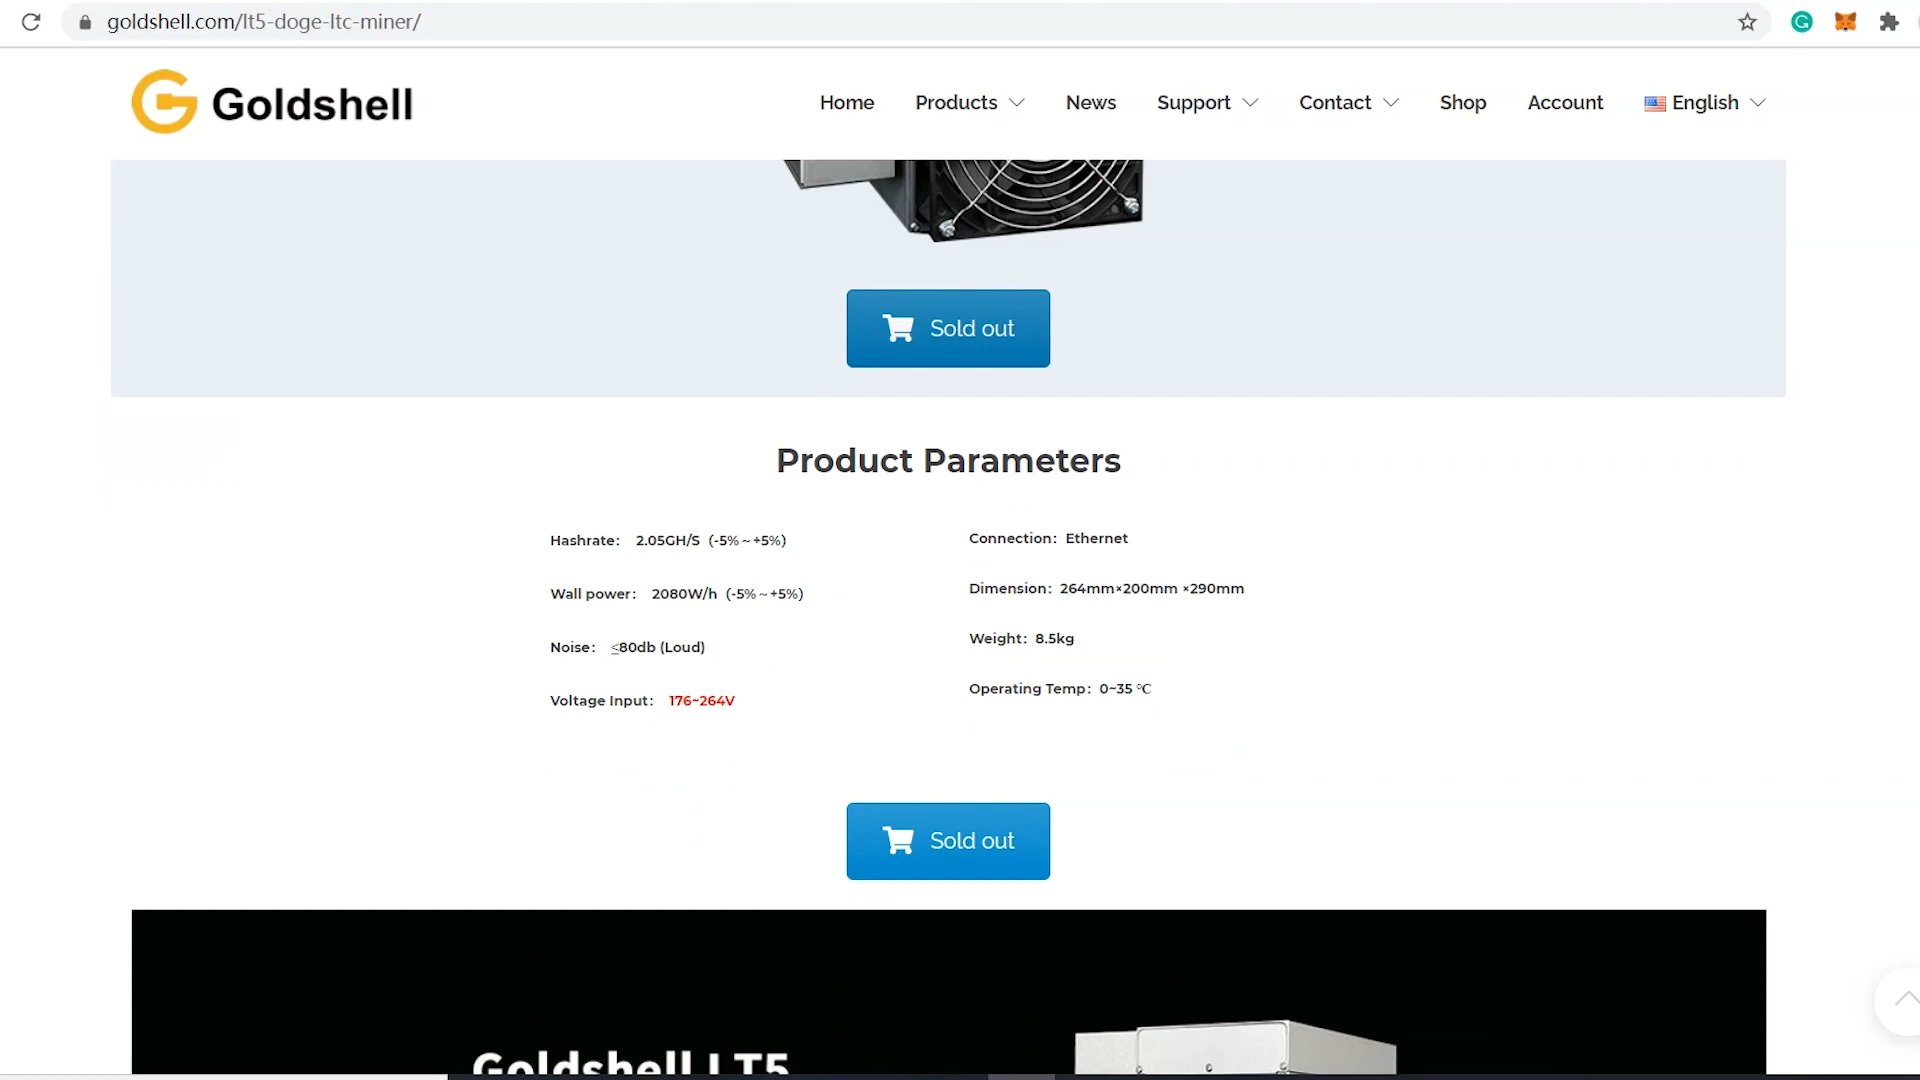 goldshell.com/lt5-doge-ltc-miner/
Goldshell
Home Products News Support Contact Shop Account English
Sold out
Product Parameters
Hashrate: 2.05GH/S (-5%~+5%)
Wall power: 2080W/h (-5%~+5%)
Noise: ≤80db (Loud)
Voltage Input: 176~264V
Connection: Ethernet
Dimension: 264mm×200mm ×290mm
Weight: 8.5kg
Operating Temp: 0~35 ℃
Sold out
Goldshell LT5